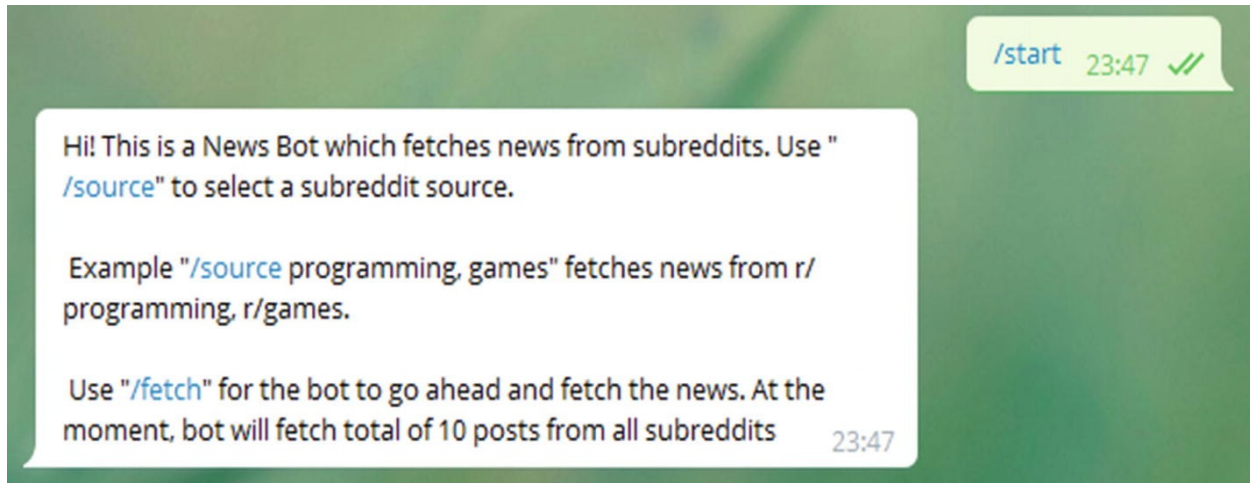 /start 23:47
Hi! This is a News Bot which fetches news from subreddits. Use "
/source" to select a subreddit source.
Example "/source programming, games" fetches news from r/
programming, r/games.
Use "/fetch" for the bot to go ahead and fetch the news. At the
moment, bot will fetch total of 10 posts from all subreddits 23:47